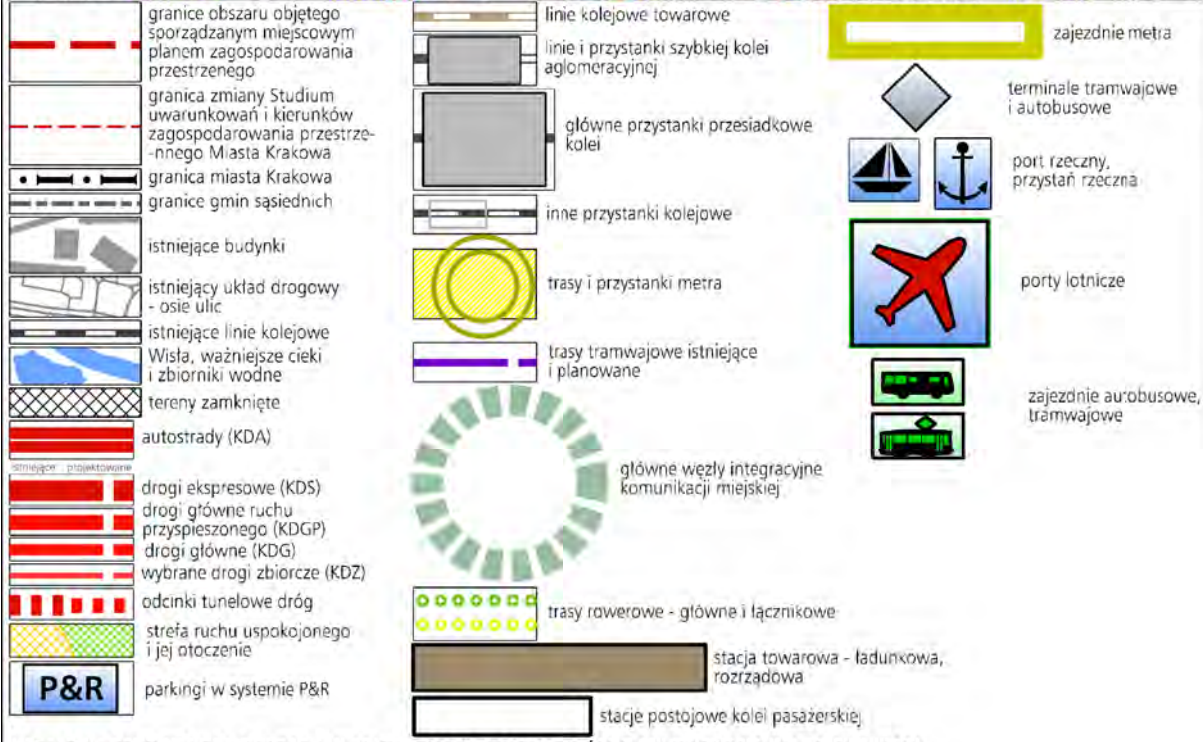 granice obszaru objętego
sporządzanym miejscowym
planem zagospodarowania
przestrzenego
granica zmiany Studium
uwarunkowań i kierunków
zagospodarowania przestrze-
-nnego Miasta Krakowa
granica miasta Krakowa
granice gmin sąsiednich
istniejące budynki
istniejący układ drogowy
- osie ulic
istniejące linie kolejowe
Wisła, ważniejsze cieki
i zbiorniki wodne
tereny zamknięte
autostrady (KDA)
istniejące projektowane
drogi ekspresowe (KDS)
drogi główne ruchu
przyspieszonego (KDGP)
drogi główne (KDG)
wybrane drogi zbiorcze (KDZ)
odcinki tunelowe dróg
strefa ruchu uspokojonego
i jej otoczenie
P&R
parkingi w systemie P&R
linie kolejowe towarowe
linie i przystanki szybkiej kolei
aglomeracyjnej
główne przystanki przesiadkowe
kolei
inne przystanki kolejowe
trasy i przystanki metra
trasy tramwajowe istniejące
i planowane
główne węzły integracyjne
komunikacji miejskiej
trasy rowerowe - główne i łącznikowe
stacja towarowa - ładunkowa,
rozrządowa
stacje postojowe kolei pasażerskiej
zajezdnie metra
terminale tramwajowe
i autobusowe
port rzeczny,
przystań rzeczna
porty lotnicze
zajezdnie autobusowe,
tramwajowe